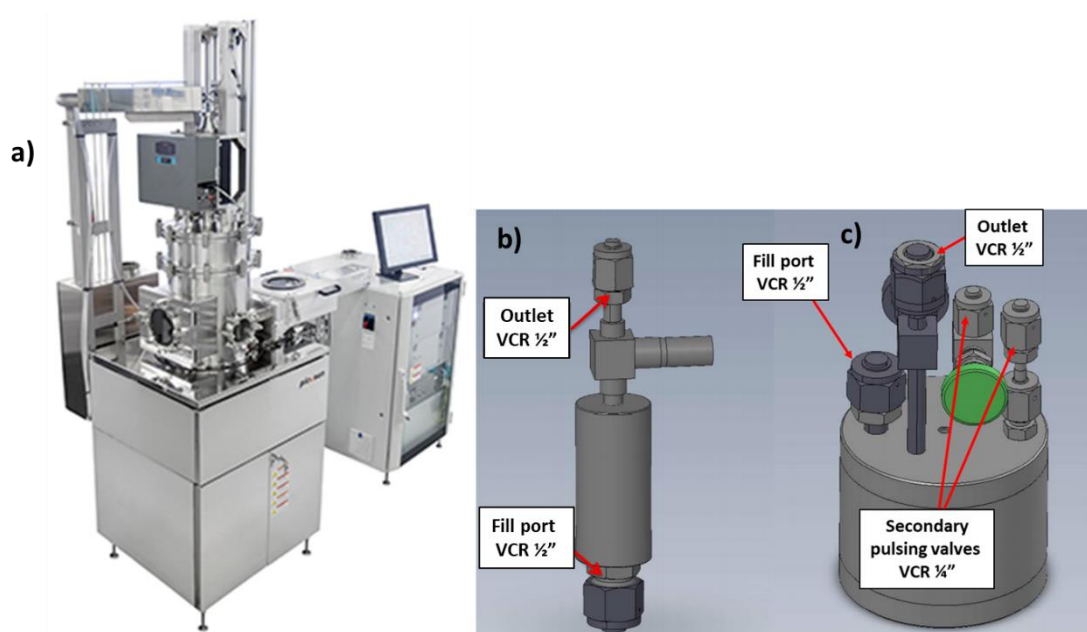 a)
b)
Outlet
VCR ½”
Fill port
VCR ½”
c)
Outlet
VCR ½”
Fill port
VCR ½”
Secondary
pulsing valves
VCR ¼”